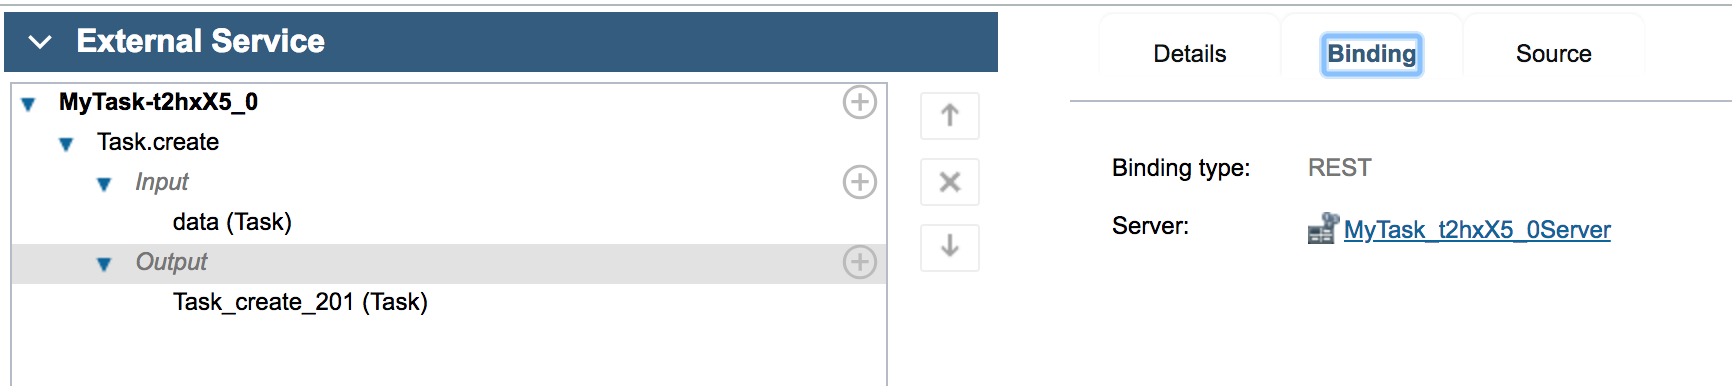 External Service
MyTask-t2hxX5_0
Task.create
Input
data (Task)
Output
Task_create_201 (Task)
Details
Binding
Source
Binding type: REST
Server: MyTask_t2hxX5_0Server